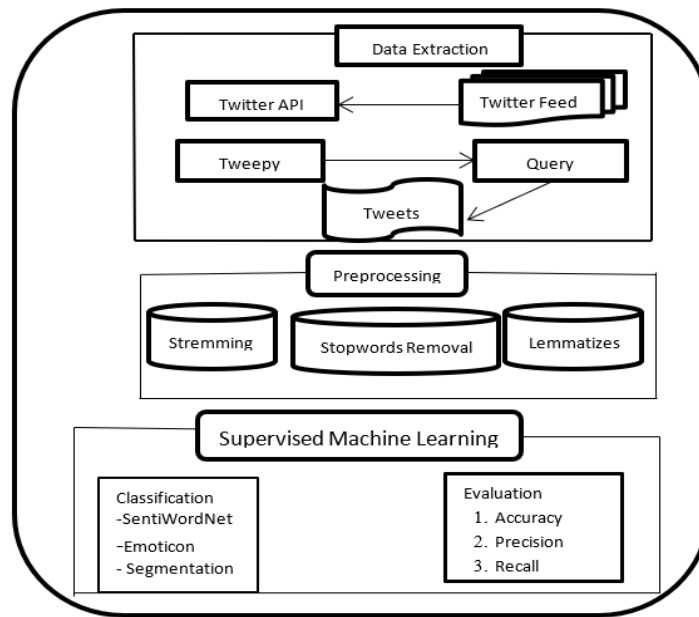 Data Extraction
Twitter API
Twitter Feed
Tweepy
Query
Tweets
Preprocessing
Stremming
Stopwords Removal
Lemmatizes
Supervised Machine Learning
Classification
-SentiWordNet
-Emoticon
- Segmentation
Evaluation
1. Accuracy
2. Precision
3. Recall